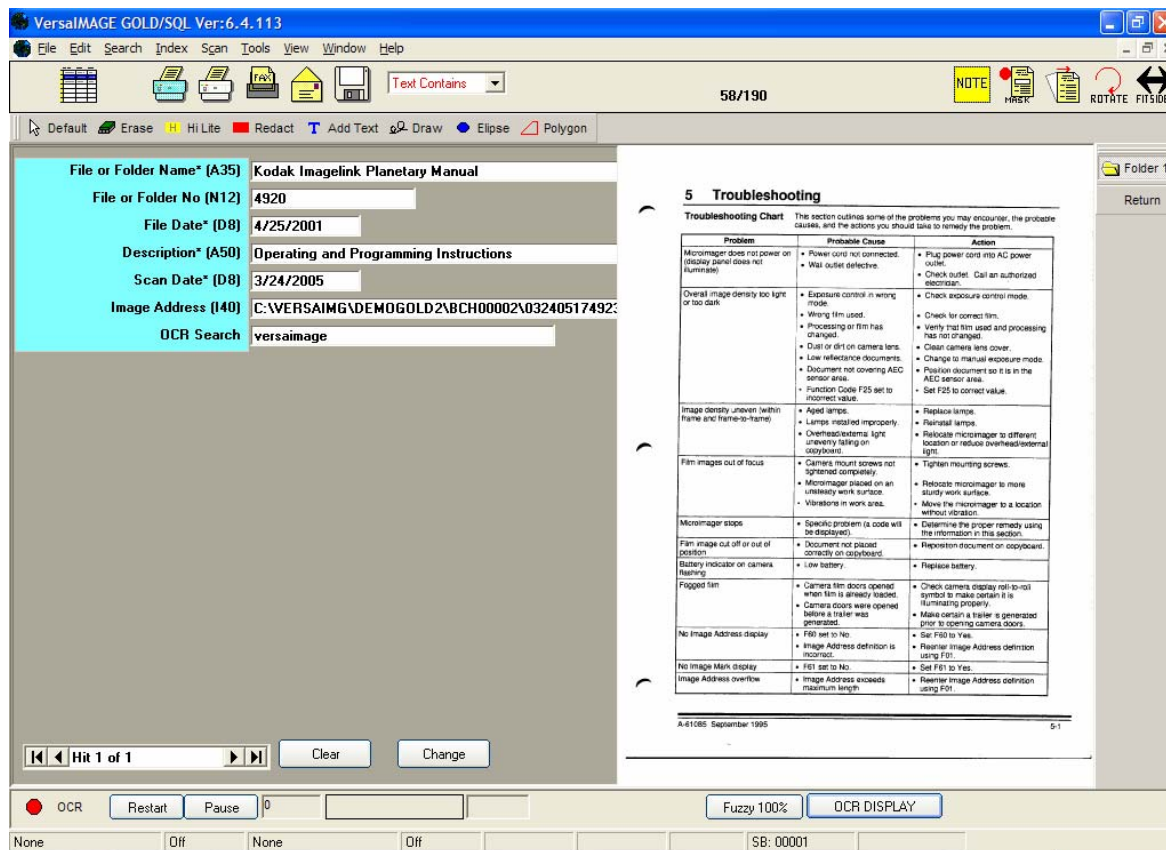 VersaIMAGE GOLD/SQL Ver:6.4.113
File Edit Search Index Scan Tools View Window Help
FAX
Text Contains
58/190
NOTE
MASK
ROTATE
FITSIDE
Default Erase H Hi Lite Redact T Add Text Draw Elipse Polygon
File or Folder Name* (A35) Kodak Imagelink Planetary Manual
File or Folder No (N12) 4920
File Date* (D8) 4/25/2001
Description* (A50) Operating and Programming Instructions
Scan Date* (D8) 3/24/2005
Image Address (I40) C:\VERSAIMG\DEMOGOLD2\BCH00002\032405174923
OCR Search versaimage
Hit 1 of 1
Clear
Change
5 Troubleshooting
Troubleshooting Chart This section outlines some of the problems you may encounter, the probable
causes, and the actions you should take to remedy the problem.
Problem Probable Cause Action
Microimager does not power on
(display panel does not
illuminate)
• Power cord not connected.
• Wall outlet defective.
• Plug power cord into AC power
outlet.
• Check outlet. Call an authorized
electrician.
Overall image density too light
or too dark
• Exposure control in wrong
mode.
• Wrong film used.
• Processing or film has
changed.
• Dust or dirt on camera lens.
• Low reflectance documents.
• Document not covering AEC
sensor area.
• Function Code F25 set to
incorrect value.
• Check exposure control mode.
• Check for correct film.
• Verify that film used and processing
has not changed.
• Clean camera lens cover.
• Change to manual exposure mode.
• Position document so it is in the
AEC sensor area.
• Set F25 to correct value.
Image density uneven (within
frame and frame-to-frame)
• Aged lamps.
• Lamps installed improperly.
• Overhead/external light
unevenly falling on
copyboard.
• Replace lamps.
• Reinstall lamps.
• Relocate microimager to different
location or reduce overhead/external
light.
Film images out of focus
• Camera mount screws not
tightened completely.
• Microimager placed on an
unsteady work surface.
• Vibrations in work area.
• Tighten mounting screws.
• Relocate microimager to more
sturdy work surface.
• Move the microimager to a location
without vibration.
Microimager stops
• Specific problem (a code will
be displayed).
• Determine the proper remedy using
the information in this section.
Film image cut off or out of
position
• Document not placed
correctly on copyboard.
• Reposition document on copyboard.
Battery indicator on camera
flashing
• Low battery.
• Replace battery.
Fogged film
• Camera film doors opened
when film is already loaded.
• Camera doors were opened
before a trailer was
generated.
• Check camera display roll-to-roll
symbol to make certain it is
illuminating properly.
• Make certain a trailer is generated
prior to opening camera doors.
No Image Address display
• F60 set to No.
• Image Address definition is
incorrect.
• Set F60 to Yes.
• Reenter Image Address definition
using F01.
No Image Mark display
• F61 set to No.
• Set F61 to Yes.
Image Address overflow
• Image Address exceeds
maximum length
• Reenter Image Address definition
using F01.
A-61085 September 1995 5-1
Folder 1
Return
OCR Restart Pause 0 Fuzzy 100% OCR DISPLAY
None Off None Off SB: 00001